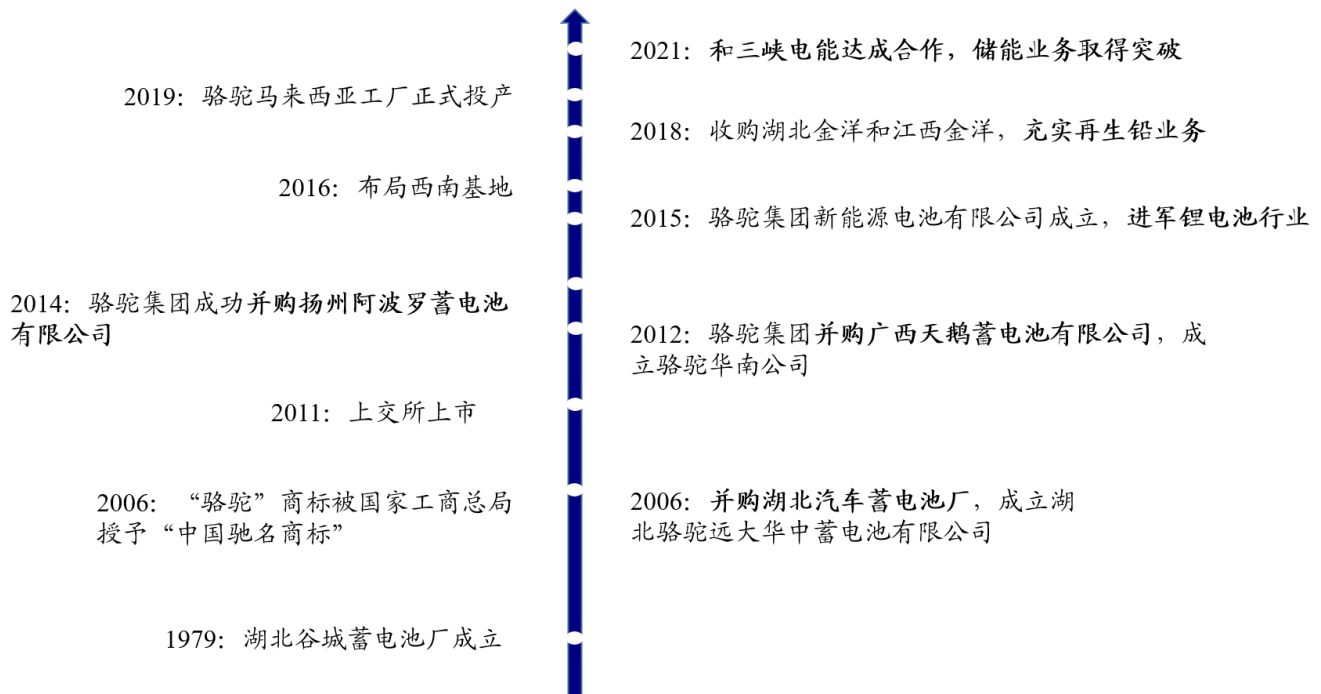 2021：和三峡电能达成合作，储能业务取得突破
2019：骆驼马来西亚工厂正式投产
2018：收购湖北金洋和江西金洋，充实再生铅业务
2016：布局西南基地
2015：骆驼集团新能源电池有限公司成立，进军锂电池行业
2014：骆驼集团成功并购扬州阿波罗蓄电池
有限公司
2012：骆驼集团并购广西天鹅蓄电池有限公司，成
立骆驼华南公司
2011：上交所上市
2006：“骆驼”商标被国家工商总局
授予“中国驰名商标”
2006：并购湖北汽车蓄电池厂，成立湖
北骆驼远大华中蓄电池有限公司
1979：湖北谷城蓄电池厂成立